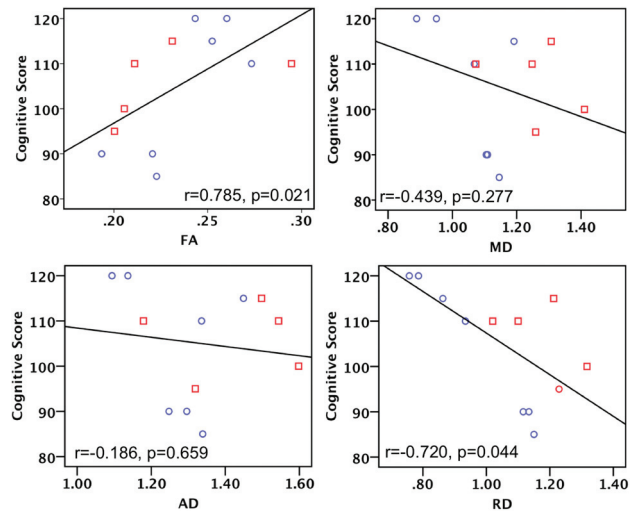 120
110
100
90
80
Cognitive Score
r=0.785, p=0.021
.20
.25
.30
FA
120
110
100
90
80
Cognitive Score
r=-0.439, p=0.277
.80
1.00
1.20
1.40
MD
120
110
100
90
80
Cognitive Score
r=-0.186, p=0.659
1.00
1.20
1.40
1.60
AD
120
110
100
90
80
Cognitive Score
r=-0.720, p=0.044
.80
1.00
1.20
1.40
RD